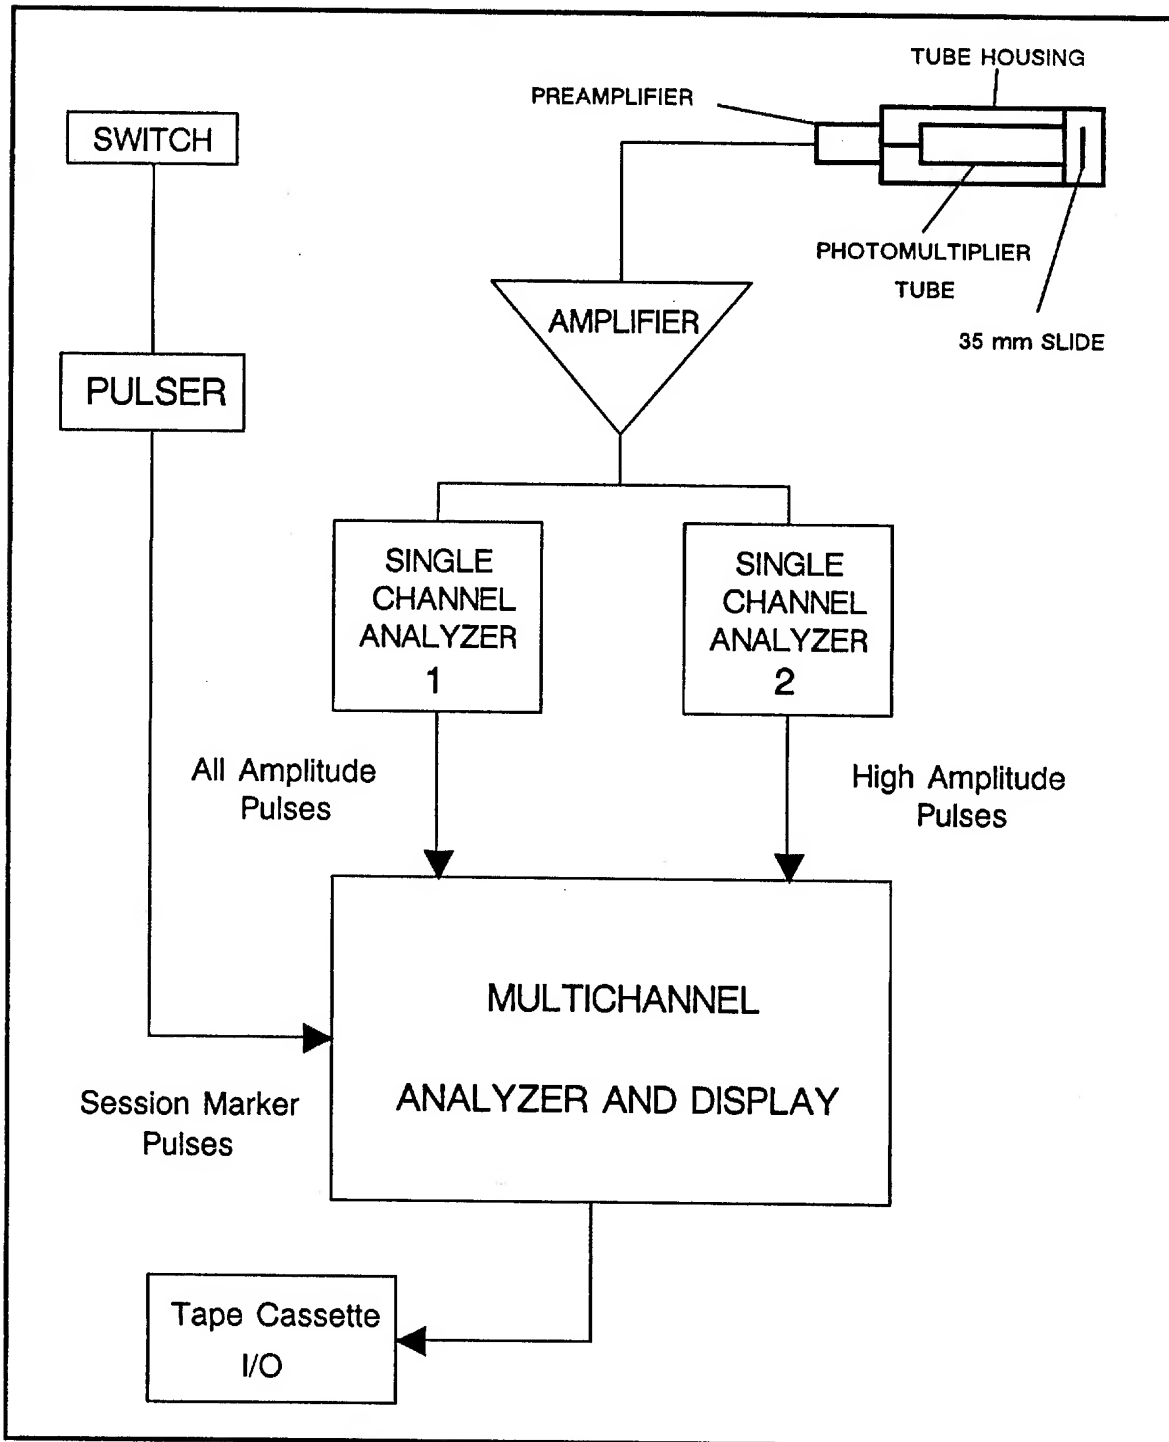 TUBE HOUSING
PREAMPLIFIER
SWITCH
PHOTOMULTIPLIER
TUBE
35 mm SLIDE
AMPLIFIER
PULSER
SINGLE
CHANNEL
ANALYZER
1
SINGLE
CHANNEL
ANALYZER
2
All Amplitude
Pulses
High Amplitude
Pulses
MULTICHANNEL
ANALYZER AND DISPLAY
Session Marker
Pulses
Tape Cassette
I/O